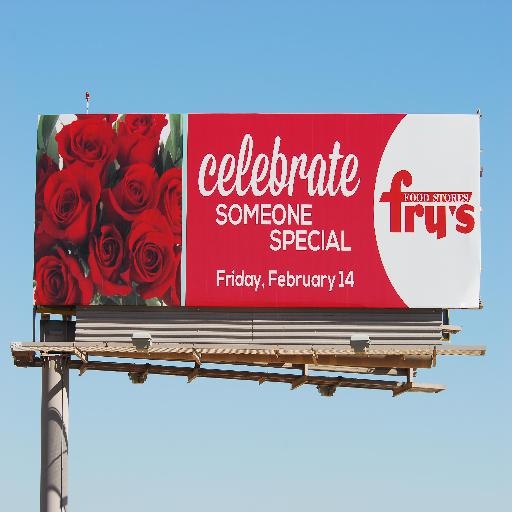 celebrate
SOMEONE
SPECIAL
Friday, February 14
FOOD STORES
fry's